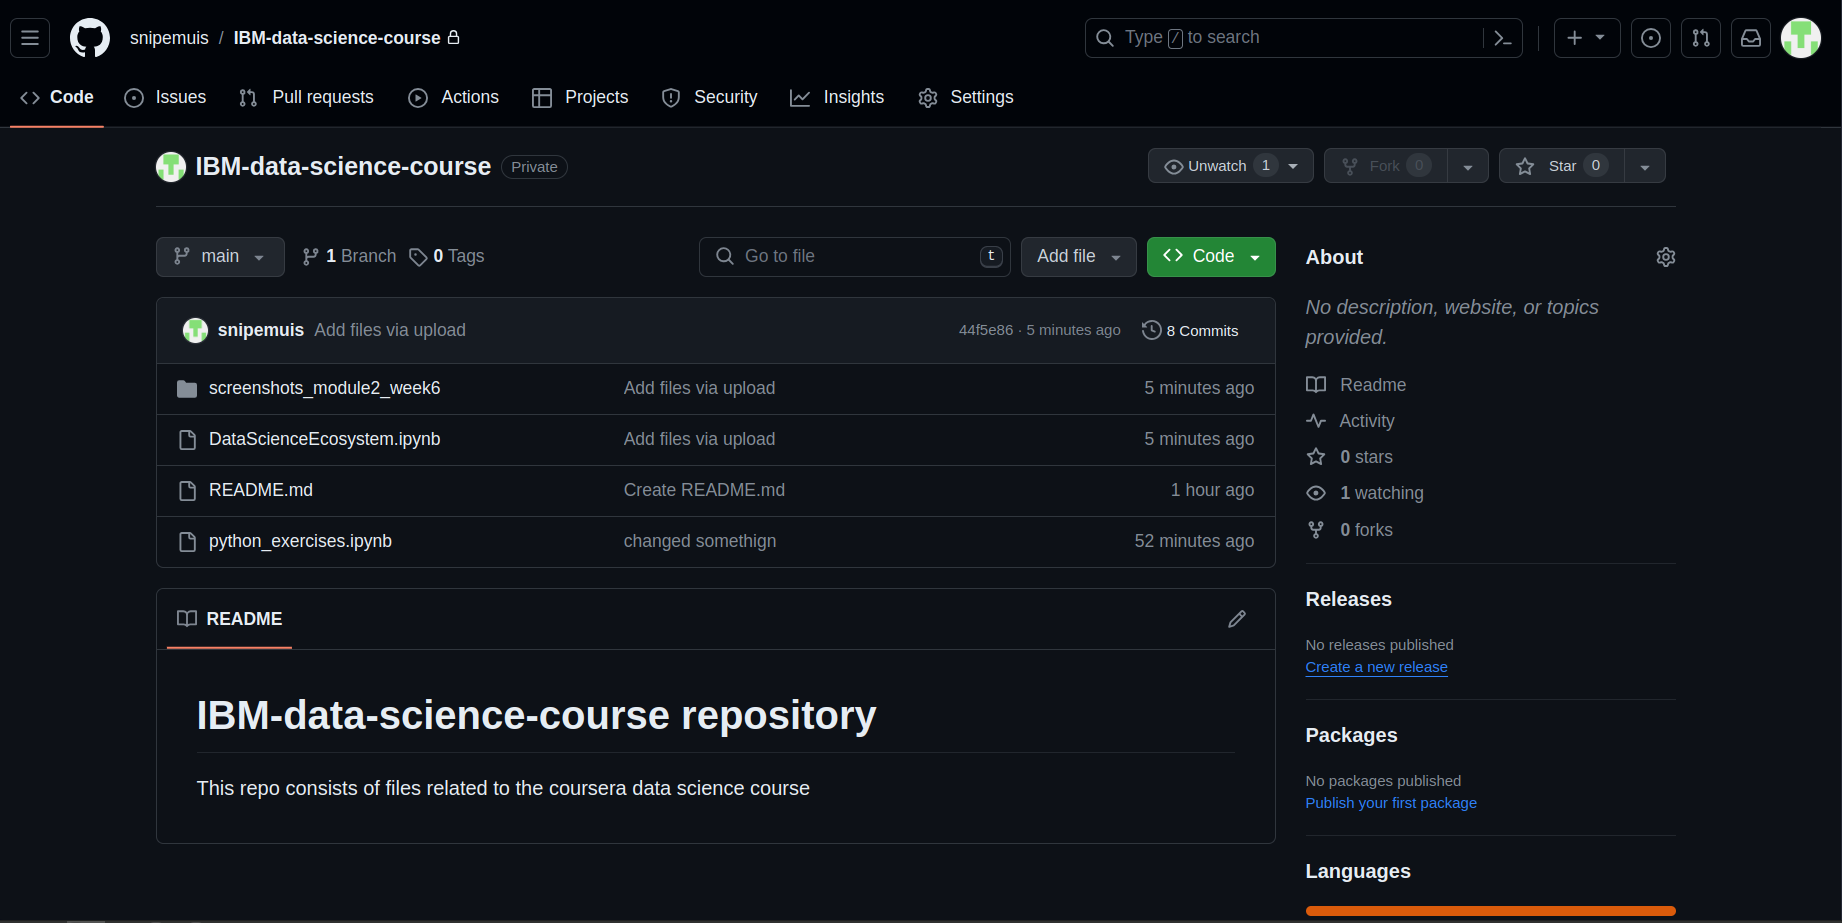 snipemuis / IBM-data-science-course
Type / to search
Code Issues Pull requests Actions Projects Security Insights Settings
IBM-data-science-course Private
Unwatch 1 Fork 0 Star 0
main 1 Branch 0 Tags
Go to file t Add file Code
snipemuis Add files via upload 44f5e86 · 5 minutes ago 8 Commits
screenshots_module2_week6 Add files via upload 5 minutes ago
DataScienceEcosystem.ipynb Add files via upload 5 minutes ago
README.md Create README.md 1 hour ago
python_exercises.ipynb changed somethign 52 minutes ago
README
IBM-data-science-course repository
This repo consists of files related to the coursera data science course
About
No description, website, or topics
provided.
Readme
Activity
0 stars
1 watching
0 forks
Releases
No releases published
Create a new release
Packages
No packages published
Publish your first package
Languages